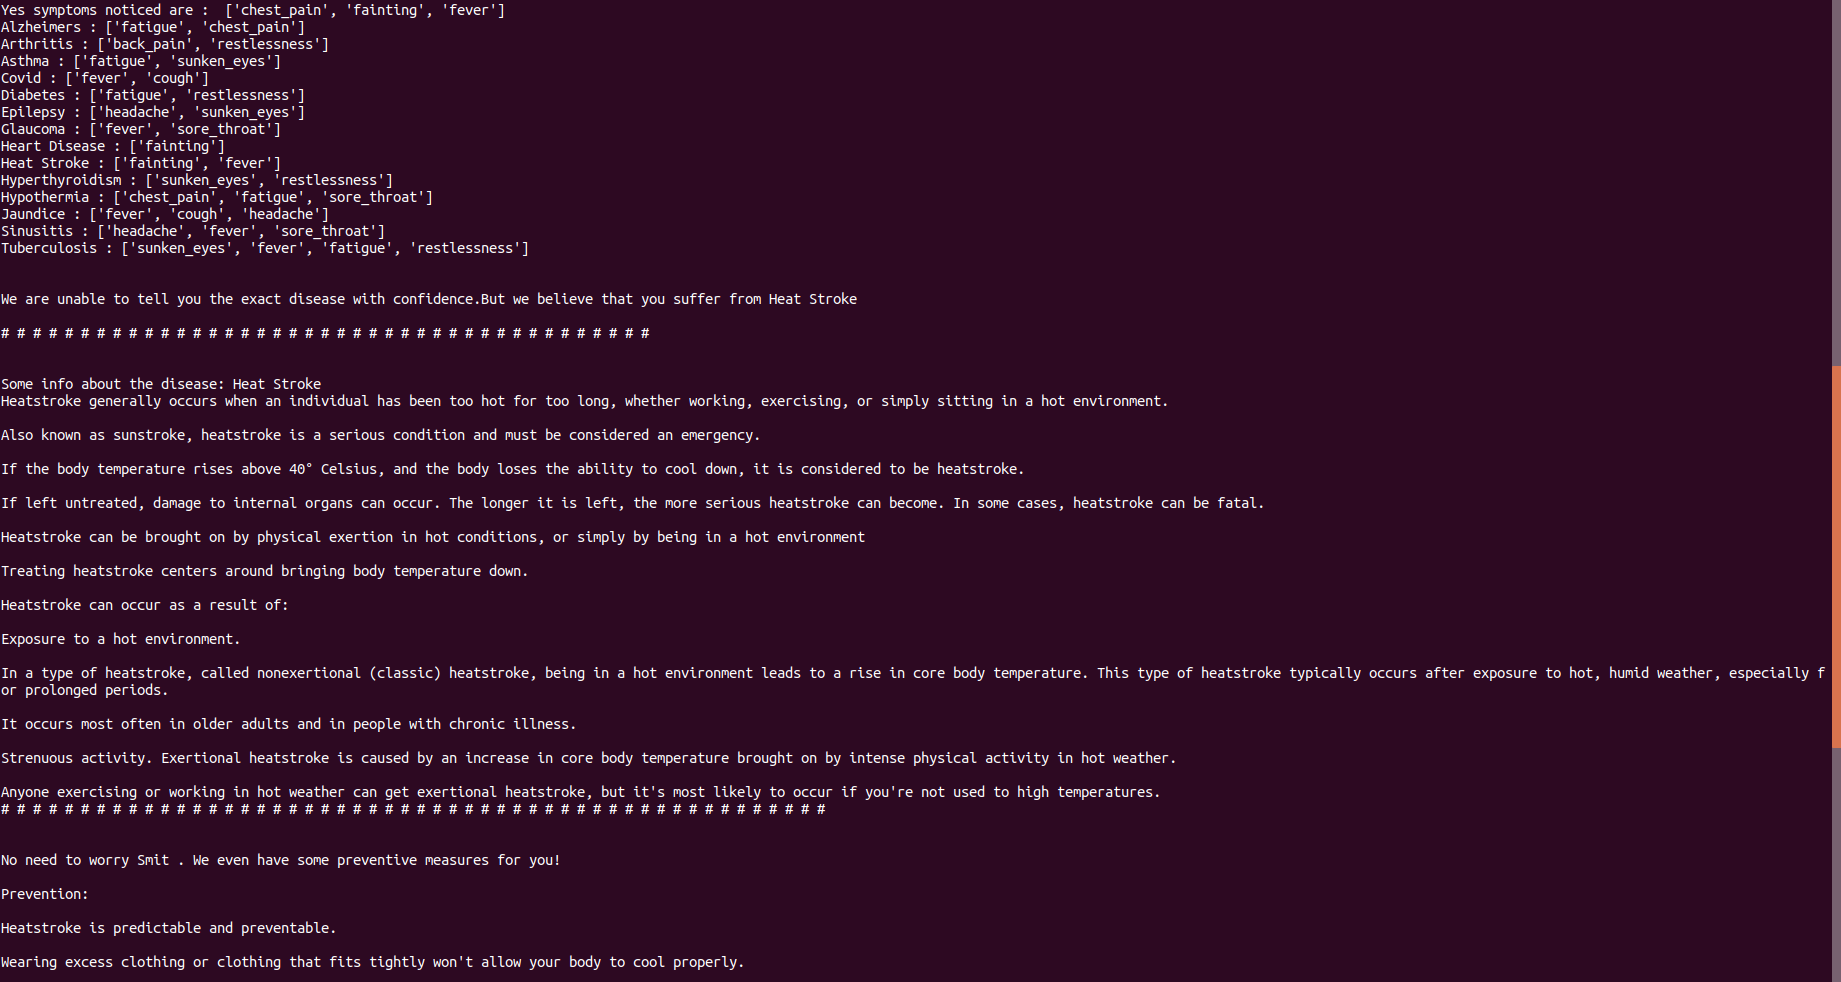 Yes symptoms noticed are :  ['chest_pain', 'fainting', 'fever']
Alzheimers : ['fatigue', 'chest_pain']
Arthritis : ['back_pain', 'restlessness']
Asthma : ['fatigue', 'sunken_eyes']
Covid : ['fever', 'cough']
Diabetes : ['fatigue', 'restlessness']
Epilepsy : ['headache', 'sunken_eyes']
Glaucoma : ['fever', 'sore_throat']
Heart Disease : ['fainting']
Heat Stroke : ['fainting', 'fever']
Hyperthyroidism : ['sunken_eyes', 'restlessness']
Hypothermia : ['chest_pain', 'fatigue', 'sore_throat']
Jaundice : ['fever', 'cough', 'headache']
Sinusitis : ['headache', 'fever', 'sore_throat']
Tuberculosis : ['sunken_eyes', 'fever', 'fatigue', 'restlessness']
We are unable to tell you the exact disease with confidence.But we believe that you suffer from Heat Stroke
# # # # # # # # # # # # # # # # # # # # # # # # # # # # # # # # # # # # # # # # #
Some info about the disease: Heat Stroke
Heatstroke generally occurs when an individual has been too hot for too long, whether working, exercising, or simply sitting in a hot environment.
Also known as sunstroke, heatstroke is a serious condition and must be considered an emergency.
If the body temperature rises above 40° Celsius, and the body loses the ability to cool down, it is considered to be heatstroke.
If left untreated, damage to internal organs can occur. The longer it is left, the more serious heatstroke can become. In some cases, heatstroke can be fatal.
Heatstroke can be brought on by physical exertion in hot conditions, or simply by being in a hot environment
Treating heatstroke centers around bringing body temperature down.
Heatstroke can occur as a result of:
Exposure to a hot environment.
In a type of heatstroke, called nonexertional (classic) heatstroke, being in a hot environment leads to a rise in core body temperature. This type of heatstroke typically occurs after exposure to hot, humid weather, especially f
or prolonged periods.
It occurs most often in older adults and in people with chronic illness.
Strenuous activity. Exertional heatstroke is caused by an increase in core body temperature brought on by intense physical activity in hot weather.
Anyone exercising or working in hot weather can get exertional heatstroke, but it's most likely to occur if you're not used to high temperatures.
# # # # # # # # # # # # # # # # # # # # # # # # # # # # # # # # # # # # # # # # # # # # # # # # # # # #
No need to worry Smit . We even have some preventive measures for you!
Prevention:
Heatstroke is predictable and preventable.
Wearing excess clothing or clothing that fits tightly won't allow your body to cool properly.